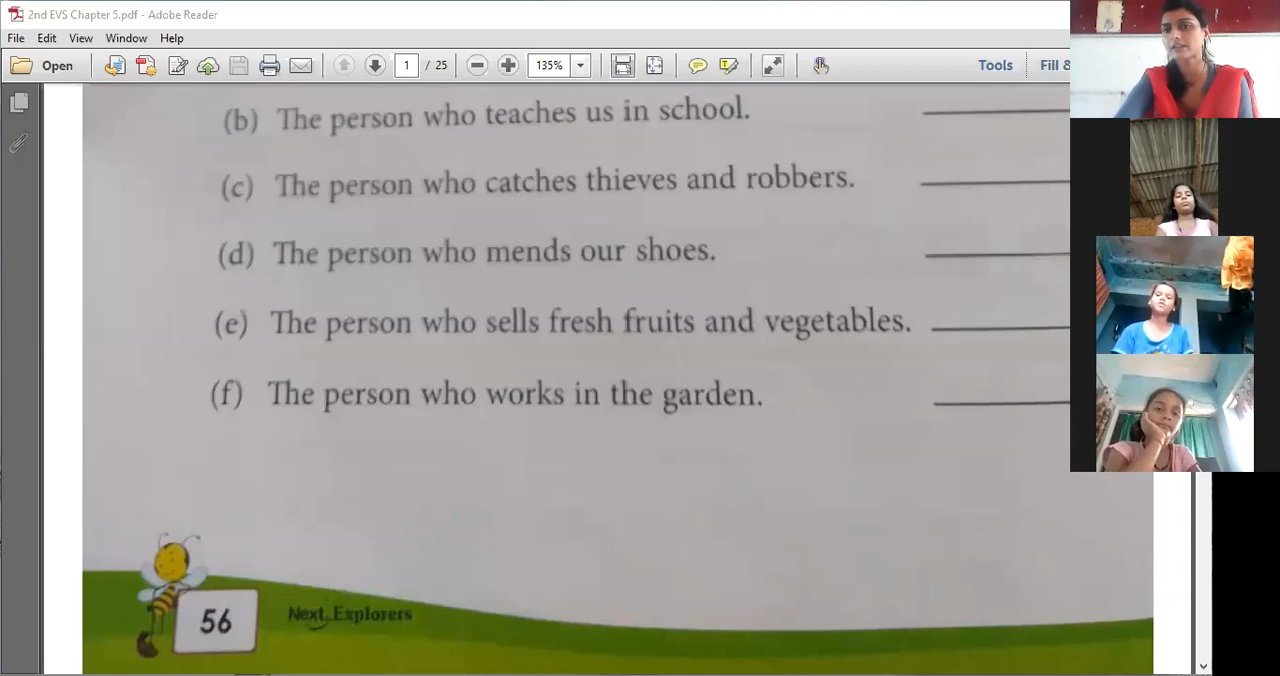 2nd EVS Chapter 5.pdf - Adobe Reader
File Edit View Window Help
Open 1 / 25 135% Tools Fill &
(b) The person who teaches us in school.
(c) The person who catches thieves and robbers.
(d) The person who mends our shoes.
(e) The person who sells fresh fruits and vegetables.
(f) The person who works in the garden.
56 Next Explorers